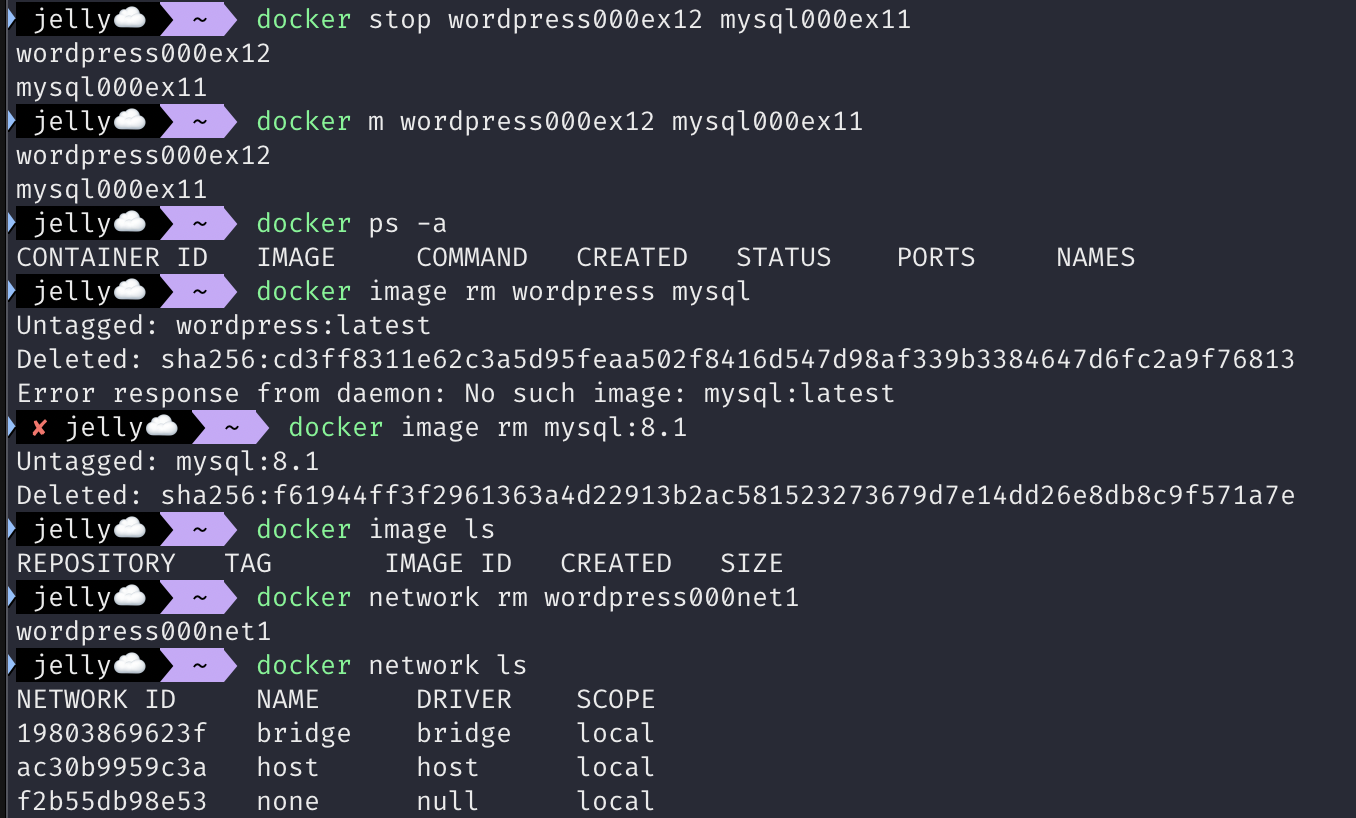 jelly☁️ ~ docker stop wordpress000ex12 mysql000ex11
wordpress000ex12
mysql000ex11
jelly☁️ ~ docker m wordpress000ex12 mysql000ex11
wordpress000ex12
mysql000ex11
jelly☁️ ~ docker ps -a
CONTAINER ID   IMAGE     COMMAND   CREATED   STATUS    PORTS     NAMES
jelly☁️ ~ docker image rm wordpress mysql
Untagged: wordpress:latest
Deleted: sha256:cd3ff8311e62c3a5d95feaa502f8416d547d98af339b3384647d6fc2a9f76813
Error response from daemon: No such image: mysql:latest
✘ jelly☁️ ~ docker image rm mysql:8.1
Untagged: mysql:8.1
Deleted: sha256:f61944ff3f2961363a4d22913b2ac581523273679d7e14dd26e8db8c9f571a7e
jelly☁️ ~ docker image ls
REPOSITORY   TAG       IMAGE ID   CREATED   SIZE
jelly☁️ ~ docker network rm wordpress000net1
wordpress000net1
jelly☁️ ~ docker network ls
NETWORK ID     NAME      DRIVER    SCOPE
19803869623f   bridge    bridge    local
ac30b9959c3a   host      host      local
f2b55db98e53   none      null      local